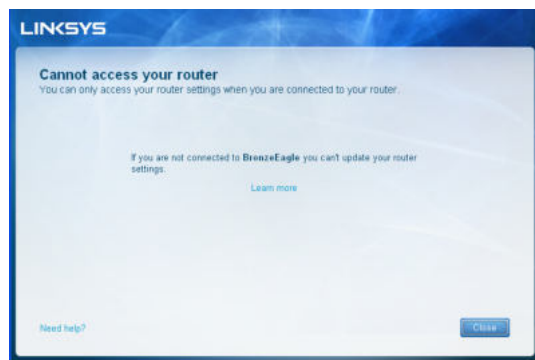 LINKSYS
Cannot access your router
You can only access your router settings when you are connected to your router.
If you are not connected to BronzeEagle you can't update your router
settings.
Learn more
Need help?
Close